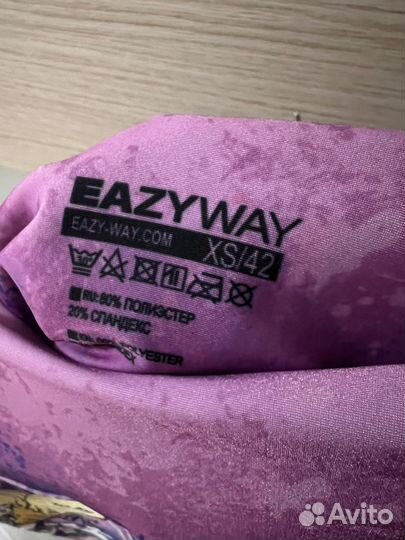 EAZYWAY
EAZY-WAY.COM XS/42
RU: 80% ПОЛИЭСТЕР
20% СПАНДЕКС
Avito